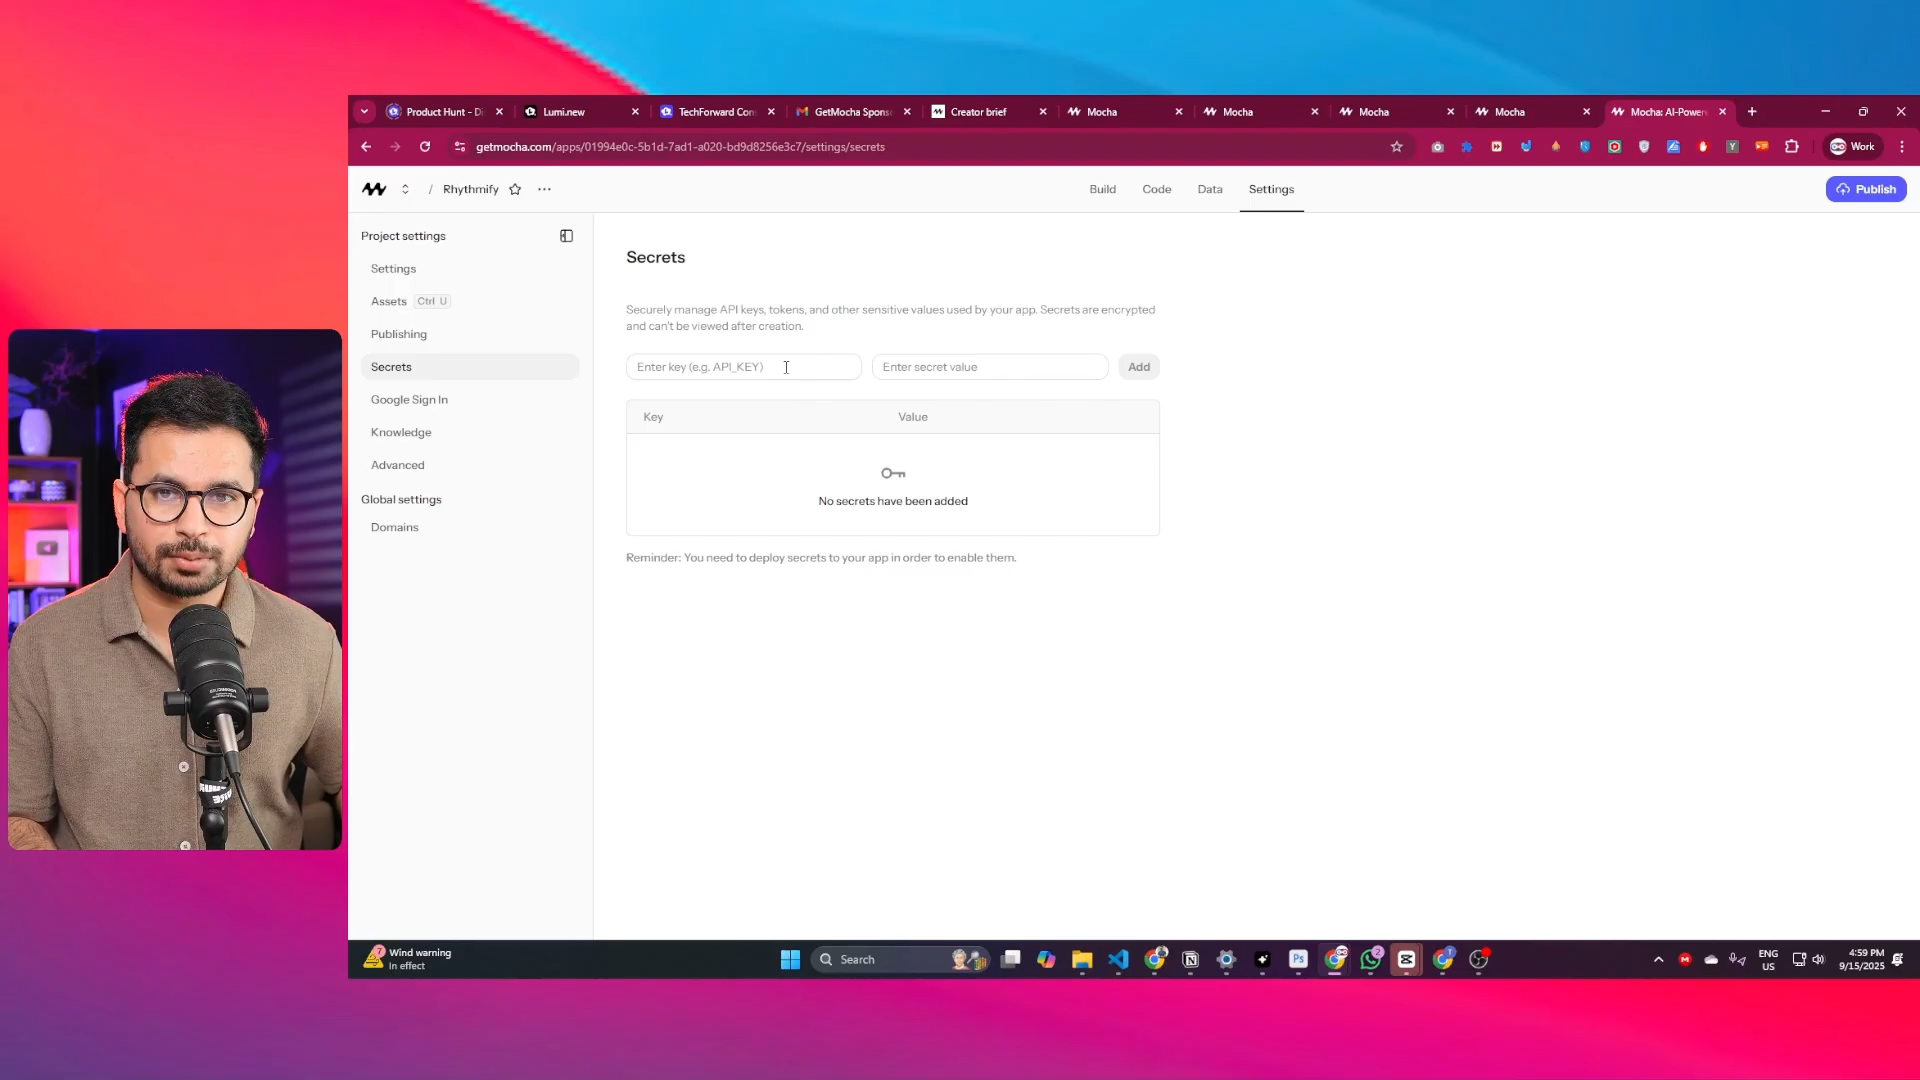 Product Hunt - Di
Lumi.new
TechForward Con
GetMocha Spons
Creator brief
Mocha
Mocha
Mocha
Mocha
Mocha: AI-Power
getmocha.com/apps/01994e0c-5b1d-7ad1-a020-bd9d8256e3c7/settings/secrets
Work
/ Rhythmify
Build
Code
Data
Settings
Publish
Project settings
Settings
Assets Ctrl U
Publishing
Secrets
Google Sign In
Knowledge
Advanced
Global settings
Domains
Secrets
Securely manage API keys, tokens, and other sensitive values used by your app. Secrets are encrypted
and can't be viewed after creation.
Enter key (e.g. API_KEY)
Enter secret value
Add
Key
Value
No secrets have been added
Reminder: You need to deploy secrets to your app in order to enable them.
Wind warning
In effect
Search
ENG
US
4:59 PM
9/15/2025